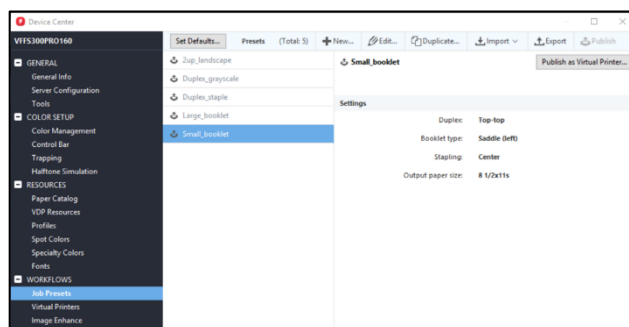 Device Center
VFFS300PRO160
Set Defaults... Presets (Total: 5) New... Edit... Duplicate... Import Export Publish
GENERAL
General Info
Server Configuration
Tools
COLOR SETUP
Color Management
Control Bar
Trapping
Halftone Simulation
RESOURCES
Paper Catalog
VDP Resources
Profiles
Spot Colors
Specialty Colors
Fonts
WORKFLOWS
Job Presets
Virtual Printers
Image Enhance
2up_landscape
Duplex_grayscale
Duplex_staple
Large_booklet
Small_booklet
Small_booklet
Publish as Virtual Printer...
Settings
Duplex: Top-top
Booklet type: Saddle (left)
Stapling: Center
Output paper size: 8 1/2x11s